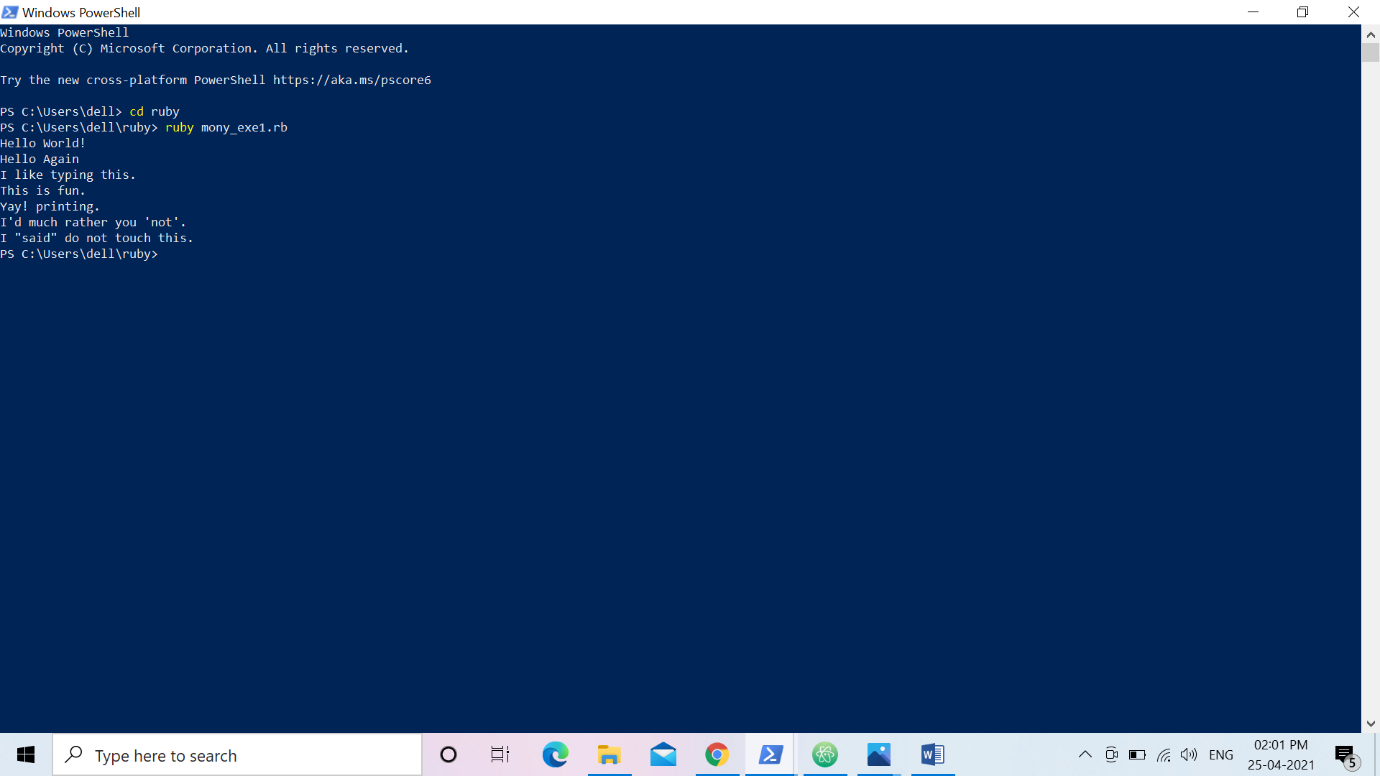 Windows PowerShell
Windows PowerShell
Copyright (C) Microsoft Corporation. All rights reserved.
Try the new cross-platform PowerShell https://aka.ms/pscore6
PS C:\Users\dell> cd ruby
PS C:\Users\dell\ruby> ruby mony_exe1.rb
Hello World!
Hello Again
I like typing this.
This is fun.
Yay! printing.
I'd much rather you 'not'.
I "said" do not touch this.
PS C:\Users\dell\ruby>
Type here to search
ENG
02:01 PM
25-04-2021
5